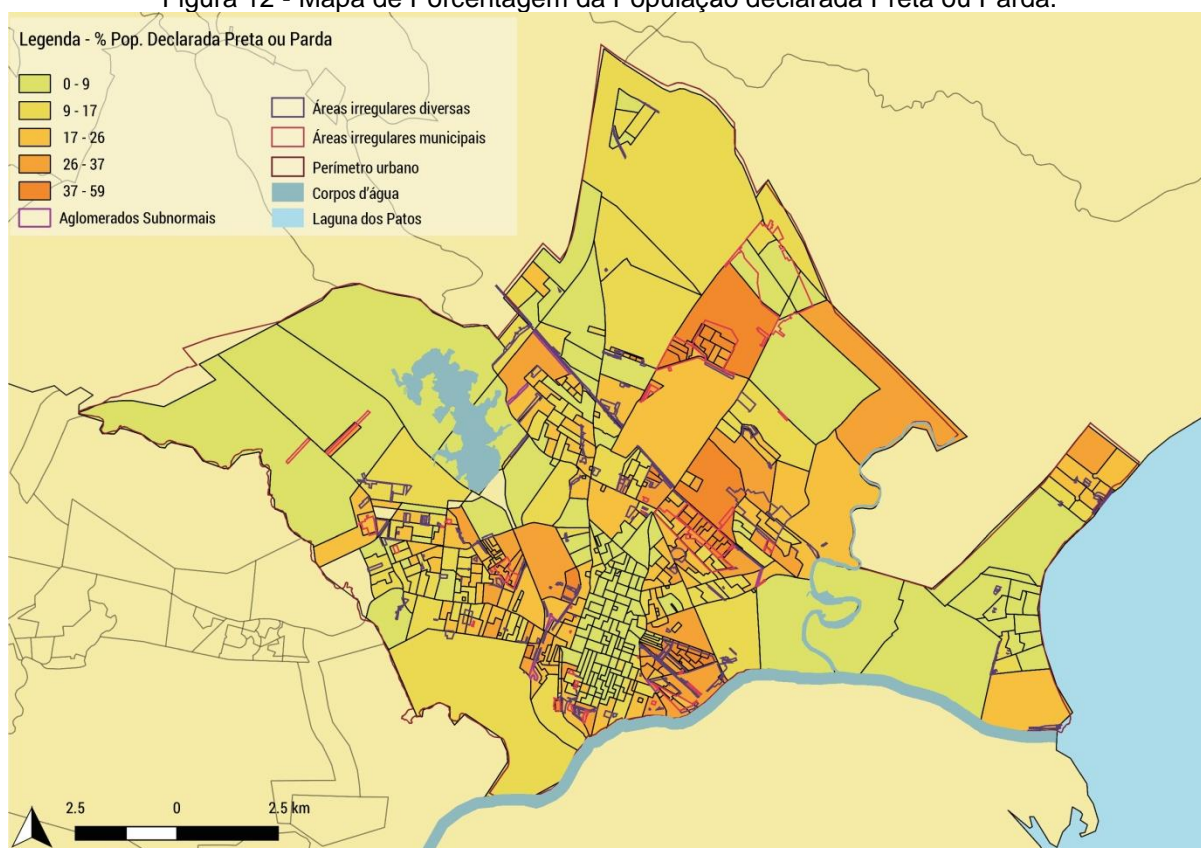 Figura 12 - Mapa de Porcentagem da População declarada Preta ou Parda.
Legenda - % Pop. Declarada Preta ou Parda
0 - 9
9 - 17
17 - 26
26 - 37
37 - 59
Aglomerados Subnormais
Áreas irregulares diversas
Áreas irregulares municipais
Perímetro urbano
Corpos d'água
Laguna dos Patos
2.5 0 2.5 km